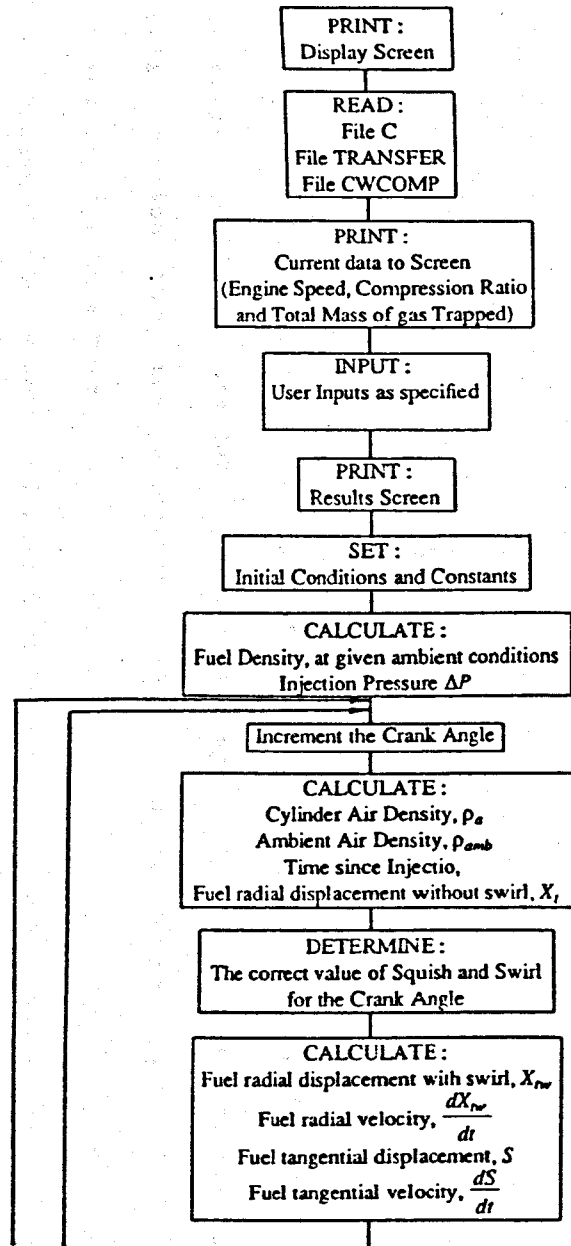 PRINT :
Display Screen
READ :
File C
File TRANSFER
File CWCOMP
PRINT :
Current data to Screen
(Engine Speed, Compression Ratio
and Total Mass of gas Trapped)
INPUT :
User Inputs as specified
PRINT :
Results Screen
SET :
Initial Conditions and Constants
CALCULATE :
Fuel Density, at given ambient conditions
Injection Pressure ΔP
Increment the Crank Angle
CALCULATE :
Cylinder Air Density, ρa
Ambient Air Density, ρamb
Time since Injectio,
Fuel radial displacement without swirl, Xt
DETERMINE :
The correct value of Squish and Swirl
for the Crank Angle
CALCULATE :
Fuel radial displacement with swirl, Xtw
Fuel radial velocity, dXtw/dt
Fuel tangential displacement, S
Fuel tangential velocity, dS/dt